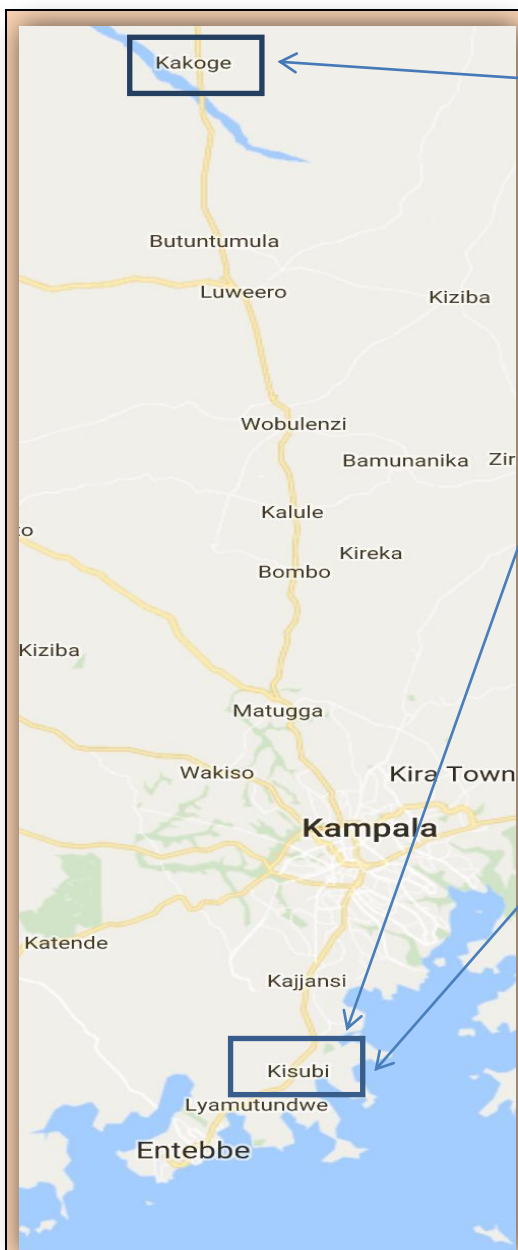 Kakoge
Butuntumula
Luweero
Kiziba
Wobulenzi
Bamunanika
Kalule
Kireka
Bombo
Kiziba
Matugga
Wakiso
Kira Town
Kampala
Katende
Kajjansi
Kisubi
Lyamutundwe
Entebbe